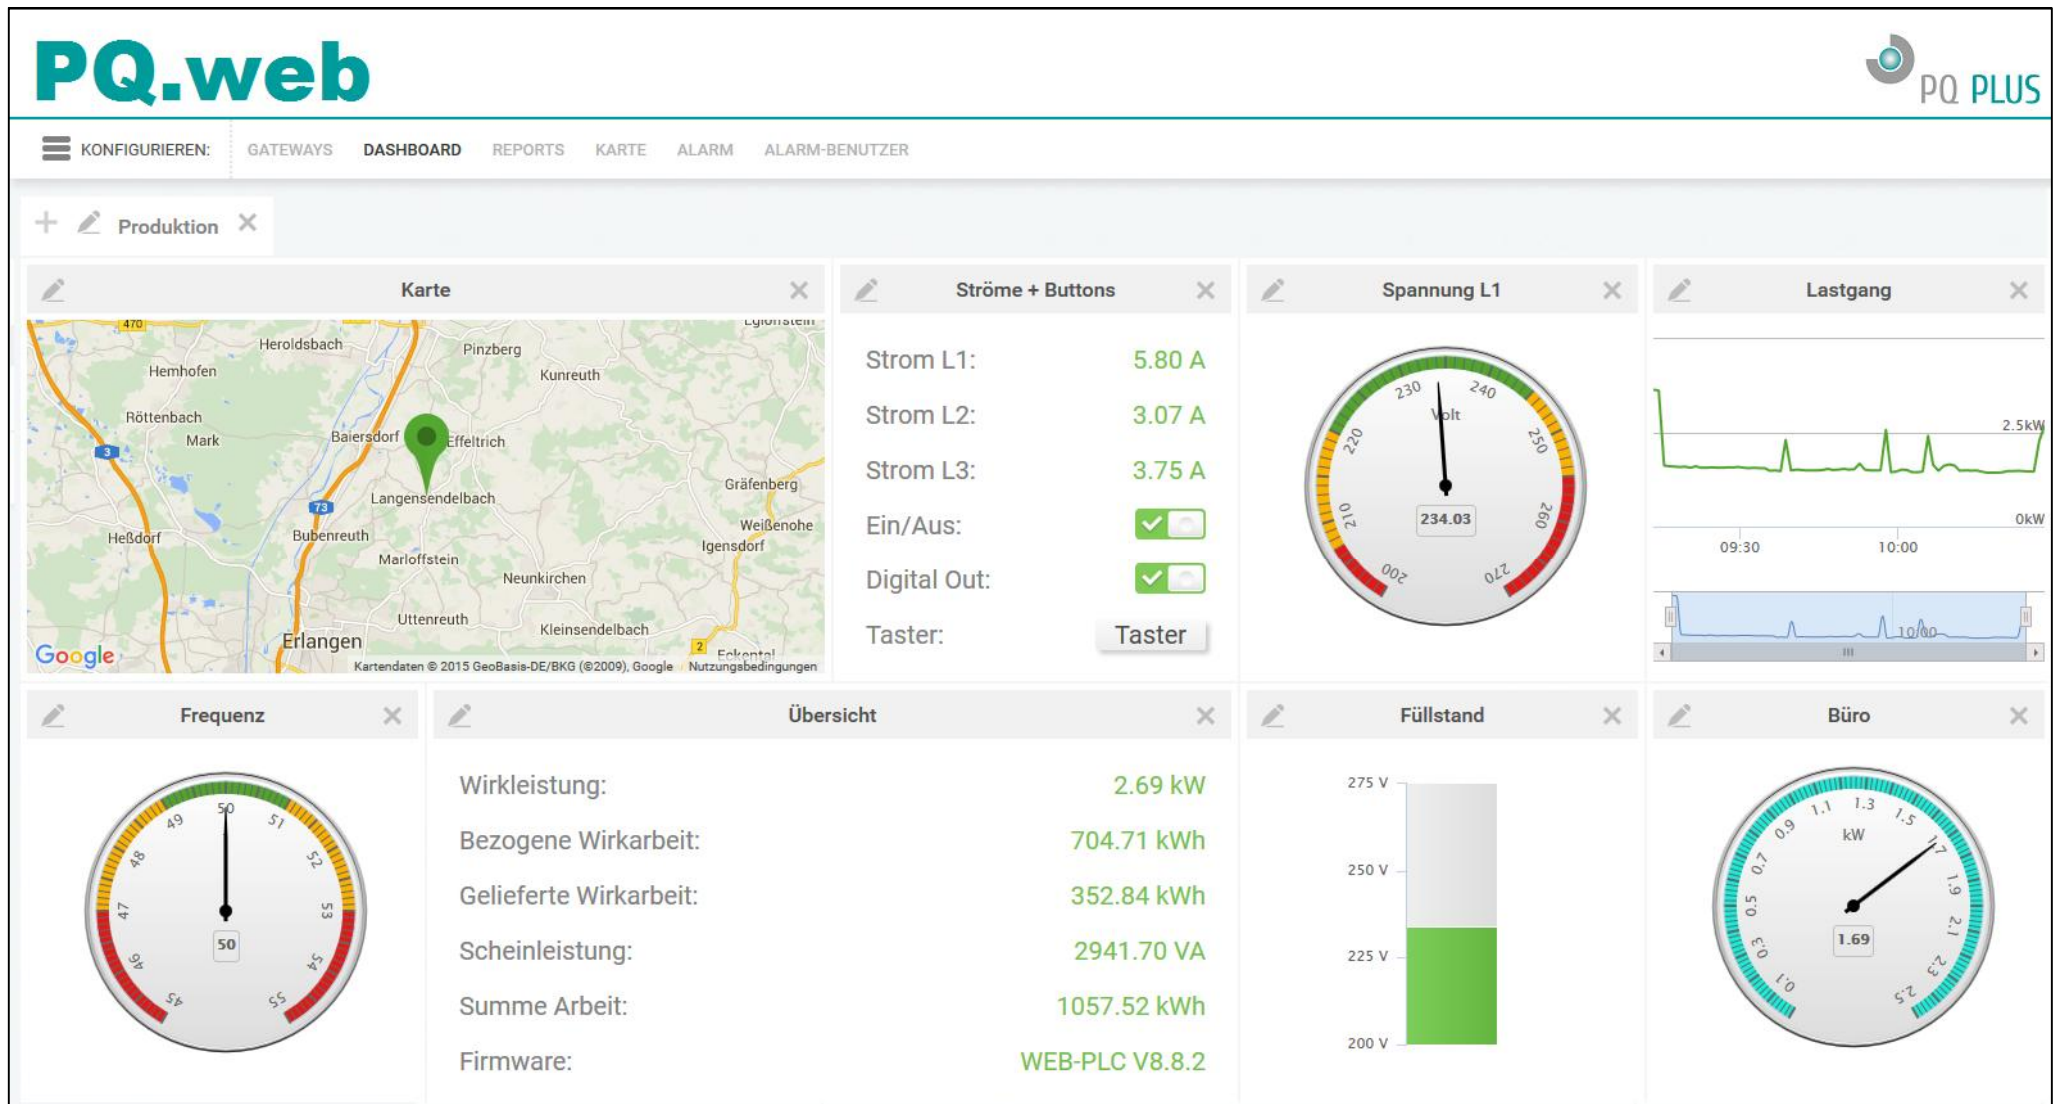 PQ.web
PQ PLUS
KONFIGURIEREN: GATEWAYS DASHBOARD REPORTS KARTE ALARM ALARM-BENUTZER
Produktion
Karte
470
Egloffstein
Heroldsbach
Pinzberg
Hemhofen
Kunreuth
Röttenbach
Mark
Baiersdorf
Effeltrich
3
Gräfenberg
Langensendelbach
73
Weißenohe
Heßdorf
Bubenreuth
Igensdorf
Marloffstein
Neunkirchen
Uttenreuth
Kleinsendelbach
Erlangen
2
Eckental
Google
Kartendaten © 2015 GeoBasis-DE/BKG (©2009), Google Nutzungsbedingungen
Ströme + Buttons
Strom L1: 5.80 A
Strom L2: 3.07 A
Strom L3: 3.75 A
Ein/Aus:
Digital Out:
Taster: Taster
Spannung L1
200 210 220 230 240 250 260 270
Volt
234.03
Lastgang
2.5kW
0kW
09:30 10:00
10:00
Frequenz
45 46 47 48 49 50 51 52 53 54 55
50
Übersicht
Wirkleistung: 2.69 kW
Bezogene Wirkarbeit: 704.71 kWh
Gelieferte Wirkarbeit: 352.84 kWh
Scheinleistung: 2941.70 VA
Summe Arbeit: 1057.52 kWh
Firmware: WEB-PLC V8.8.2
Füllstand
275 V
250 V
225 V
200 V
Büro
0.1 0.3 0.5 0.7 0.9 1.1 1.3 1.5 1.7 1.9 2.1 2.3 2.5
kW
1.69